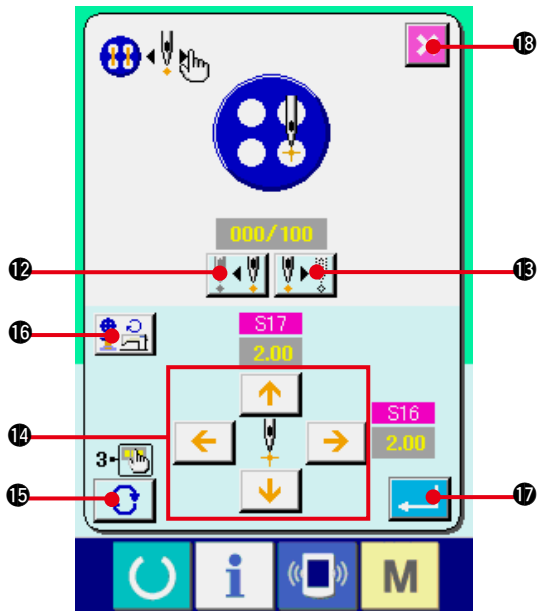 ⓲
000/100
⓬
⓭
⓰
S17
2.00
⓮
S16
2.00
3
⓯
⓱
i
M